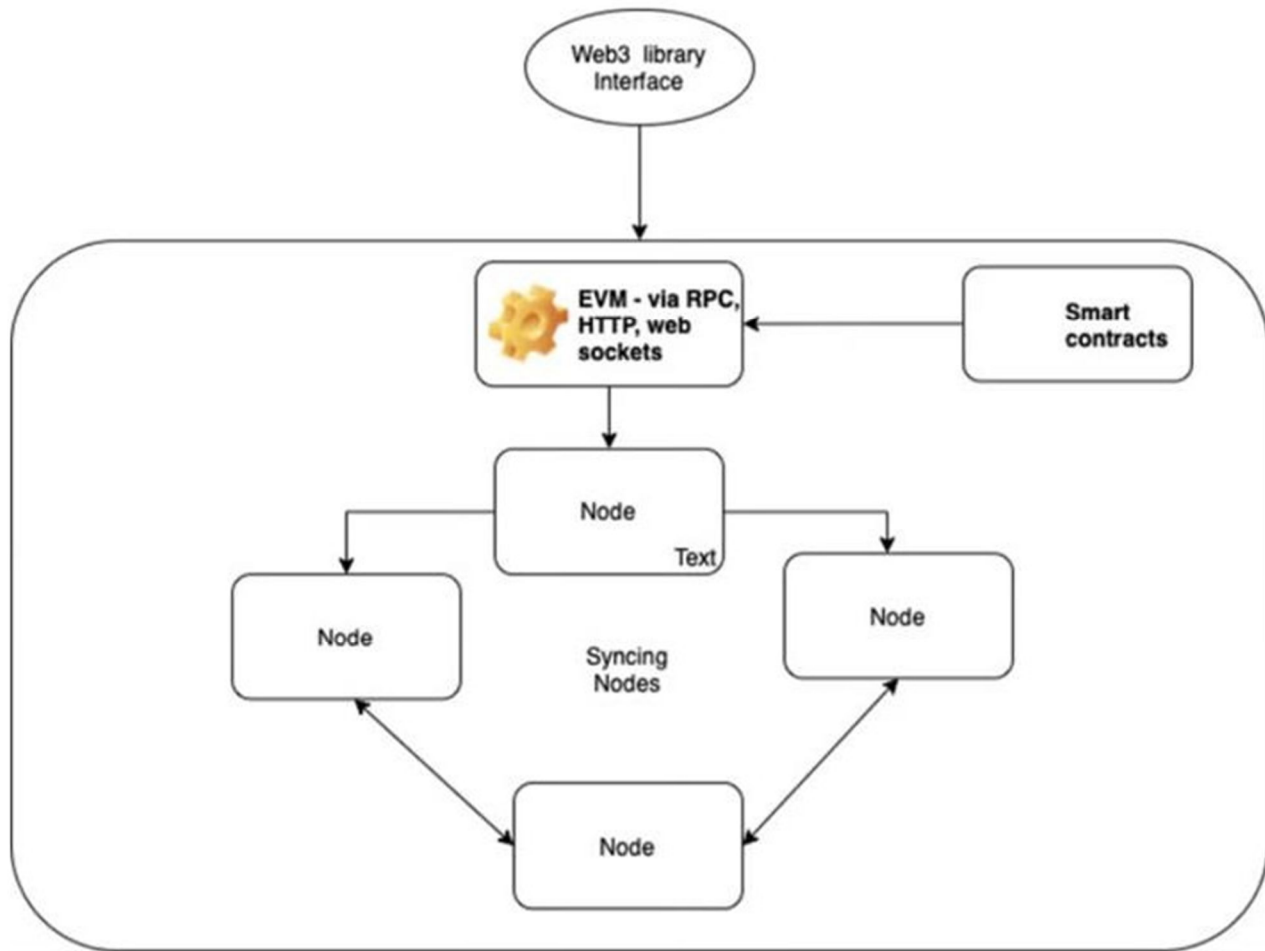 Web3 library
Interface
EVM - via RPC,
HTTP, web
sockets
Smart
contracts
Node
Text
Node
Node
Syncing
Nodes
Node